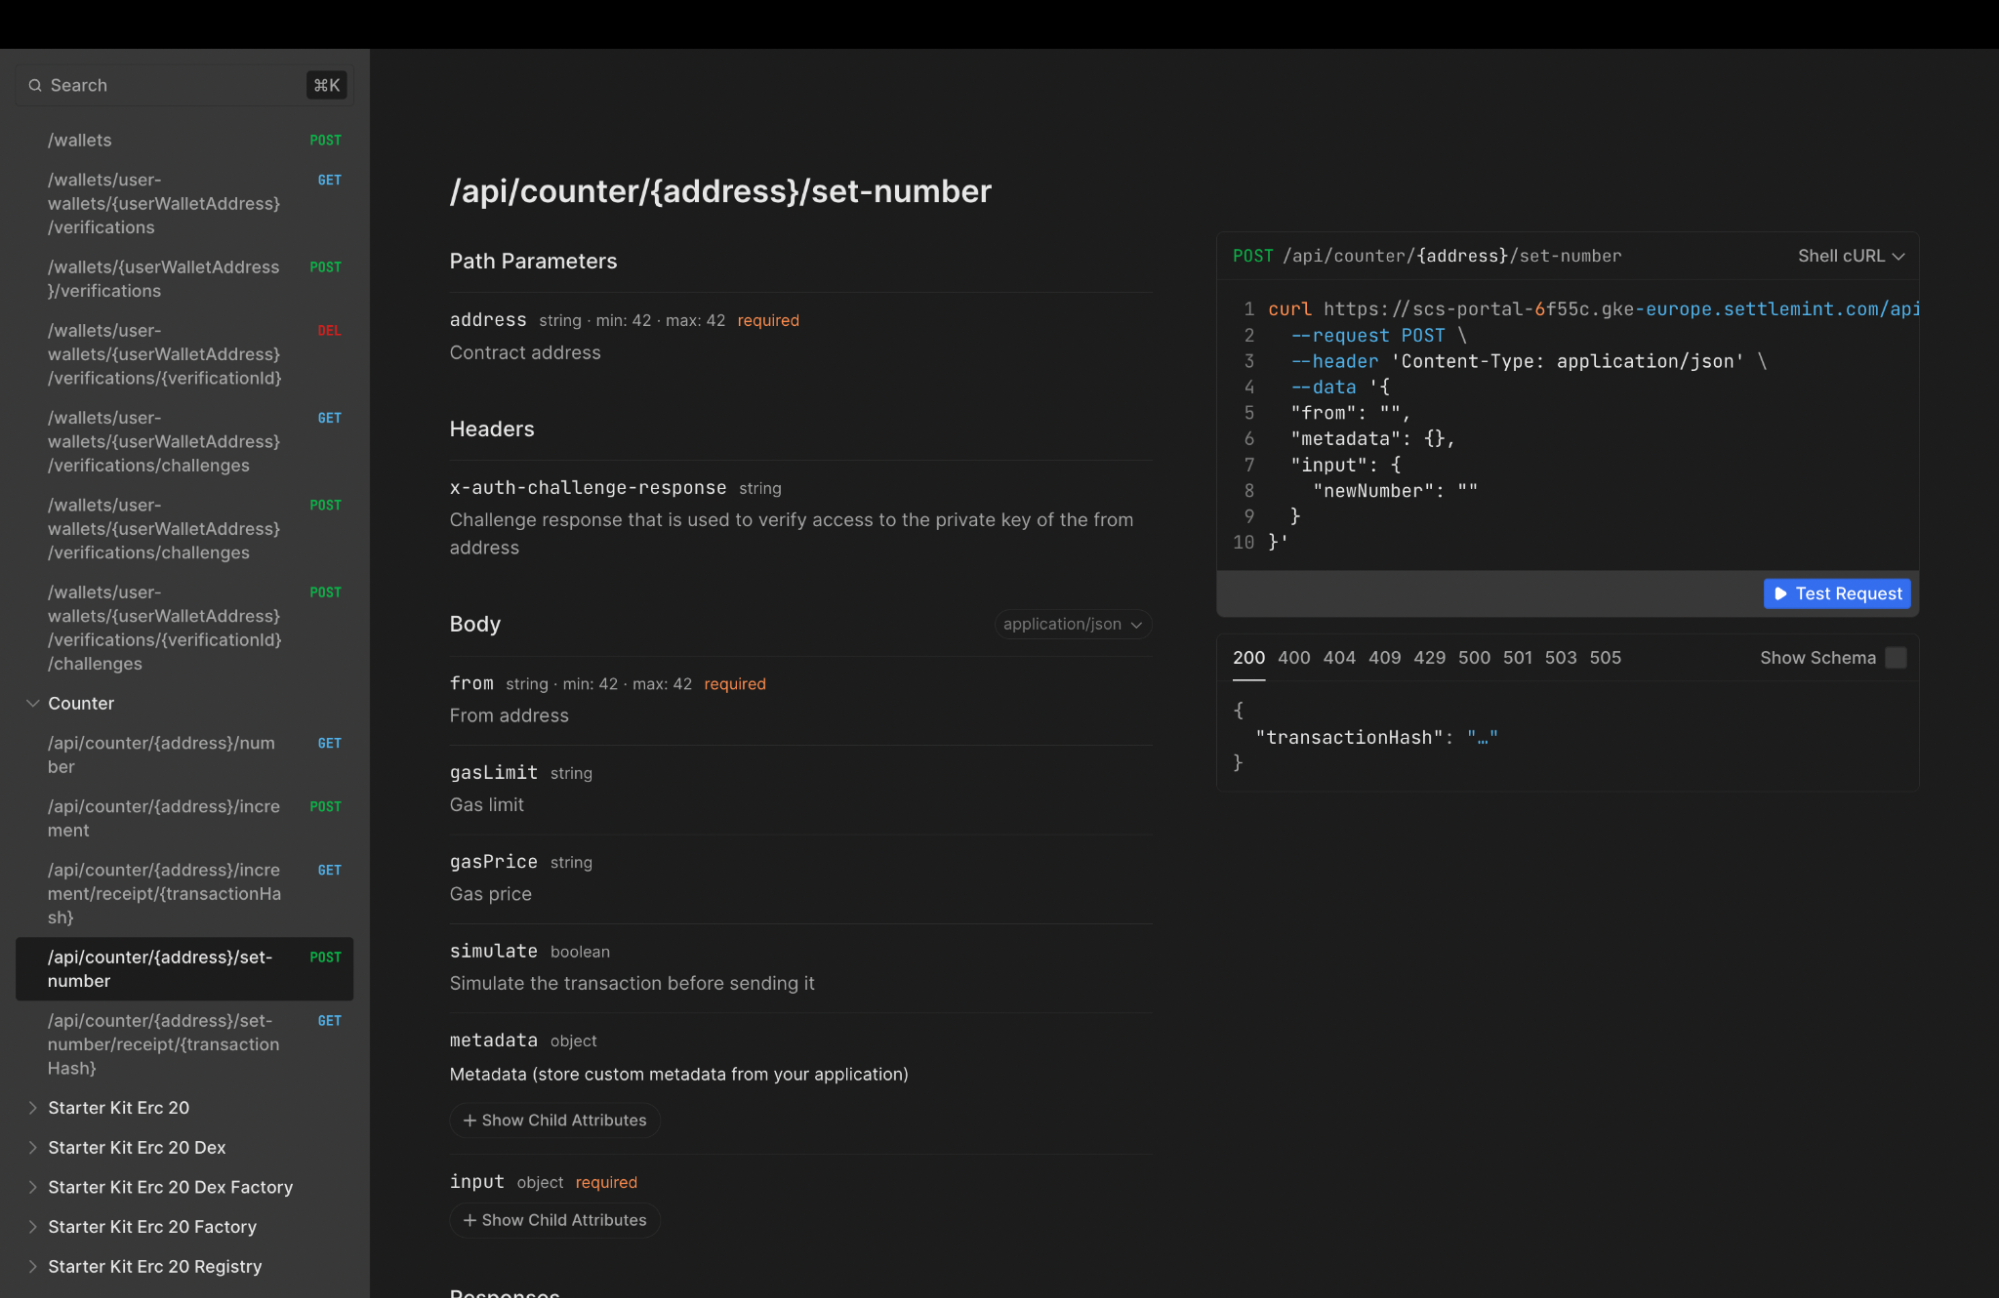 Search ⌘K
/wallets POST
/wallets/user- GET
wallets/{userWalletAddress}
/verifications
/wallets/{userWalletAddress POST
}/verifications
/wallets/user- DEL
wallets/{userWalletAddress}
/verifications/{verificationId}
/wallets/user- GET
wallets/{userWalletAddress}
/verifications/challenges
/wallets/user- POST
wallets/{userWalletAddress}
/verifications/challenges
/wallets/user- POST
wallets/{userWalletAddress}
/verifications/{verificationId}
/challenges
Counter
/api/counter/{address}/num GET
ber
/api/counter/{address}/incre POST
ment
/api/counter/{address}/incre GET
ment/receipt/{transactionHa
sh}
/api/counter/{address}/set- POST
number
/api/counter/{address}/set- GET
number/receipt/{transaction
Hash}
Starter Kit Erc 20
Starter Kit Erc 20 Dex
Starter Kit Erc 20 Dex Factory
Starter Kit Erc 20 Factory
Starter Kit Erc 20 Registry
/api/counter/{address}/set-number
Path Parameters
address string · min: 42 · max: 42 required
Contract address
Headers
x-auth-challenge-response string
Challenge response that is used to verify access to the private key of the from
address
Body application/json
from string · min: 42 · max: 42 required
From address
gasLimit string
Gas limit
gasPrice string
Gas price
simulate boolean
Simulate the transaction before sending it
metadata object
Metadata (store custom metadata from your application)
+ Show Child Attributes
input object required
+ Show Child Attributes
Responses
POST /api/counter/{address}/set-number Shell cURL
1 curl https://scs-portal-6f55c.gke-europe.settlemint.com/api
2 --request POST \
3 --header 'Content-Type: application/json' \
4 --data '{
5 "from": "",
6 "metadata": {},
7 "input": {
8 "newNumber": ""
9 }
10 }'
Test Request
200 400 404 409 429 500 501 503 505 Show Schema
{
"transactionHash": "…"
}